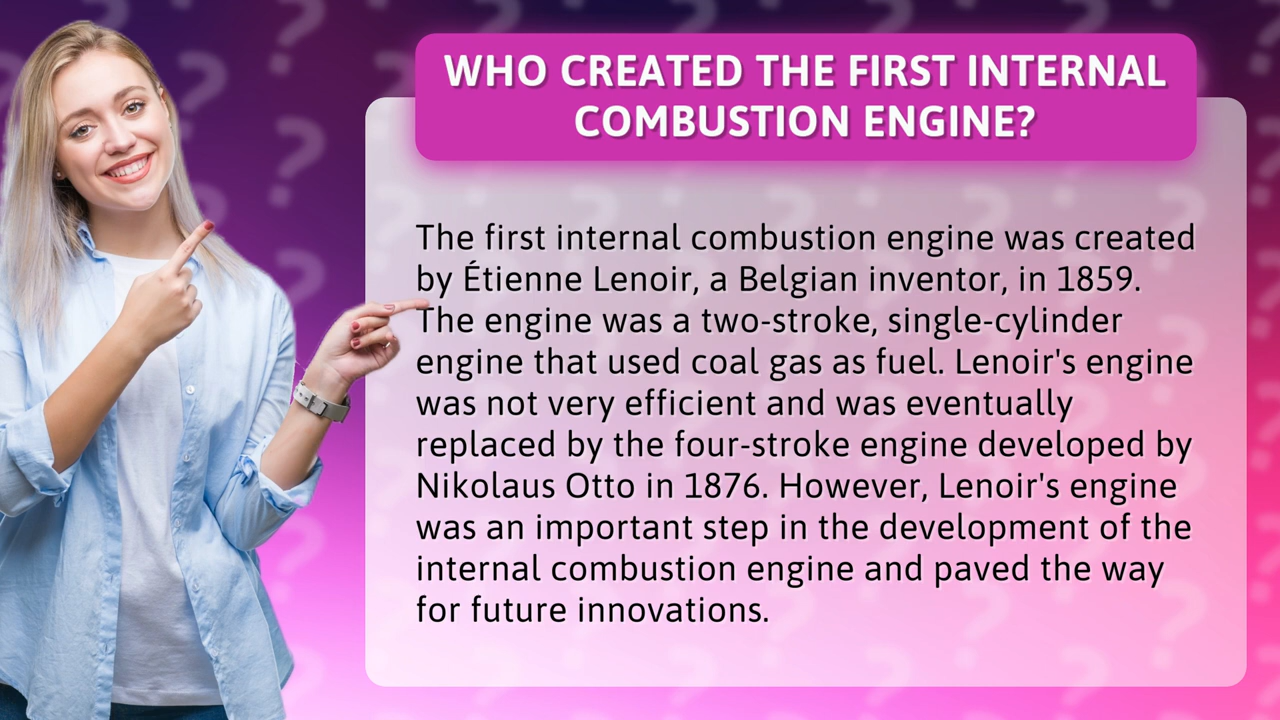 WHO CREATED THE FIRST INTERNAL
COMBUSTION ENGINE?
The first internal combustion engine was created
by Étienne Lenoir, a Belgian inventor, in 1859.
The engine was a two-stroke, single-cylinder
engine that used coal gas as fuel. Lenoir's engine
was not very efficient and was eventually
replaced by the four-stroke engine developed by
Nikolaus Otto in 1876. However, Lenoir's engine
was an important step in the development of the
internal combustion engine and paved the way
for future innovations.